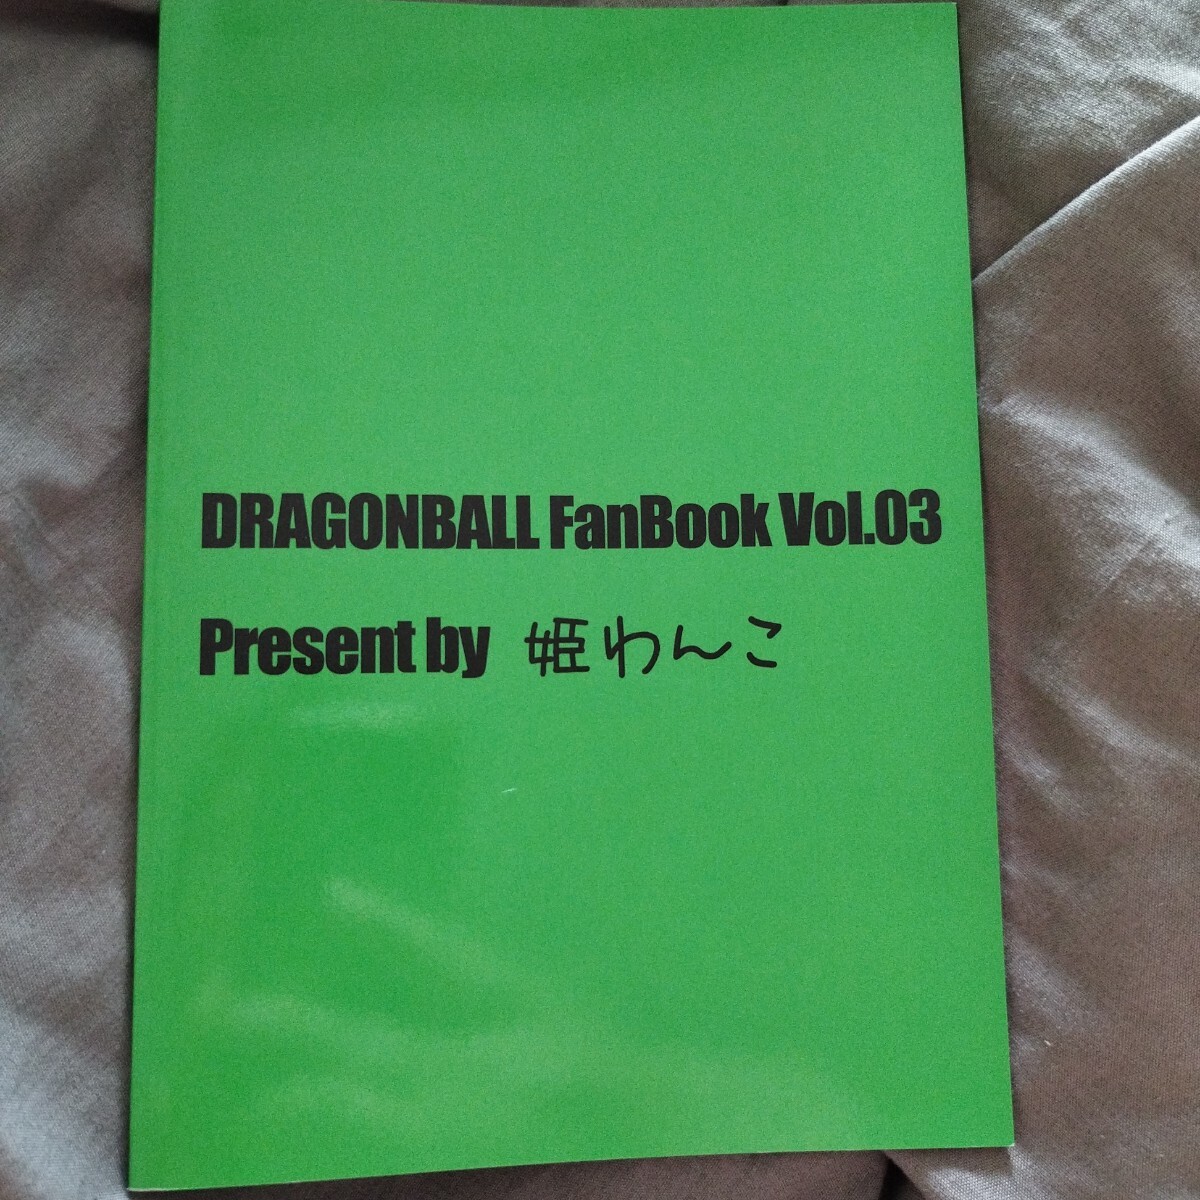 DRAGONBALL FanBook Vol.03
Present by 姫わんこ